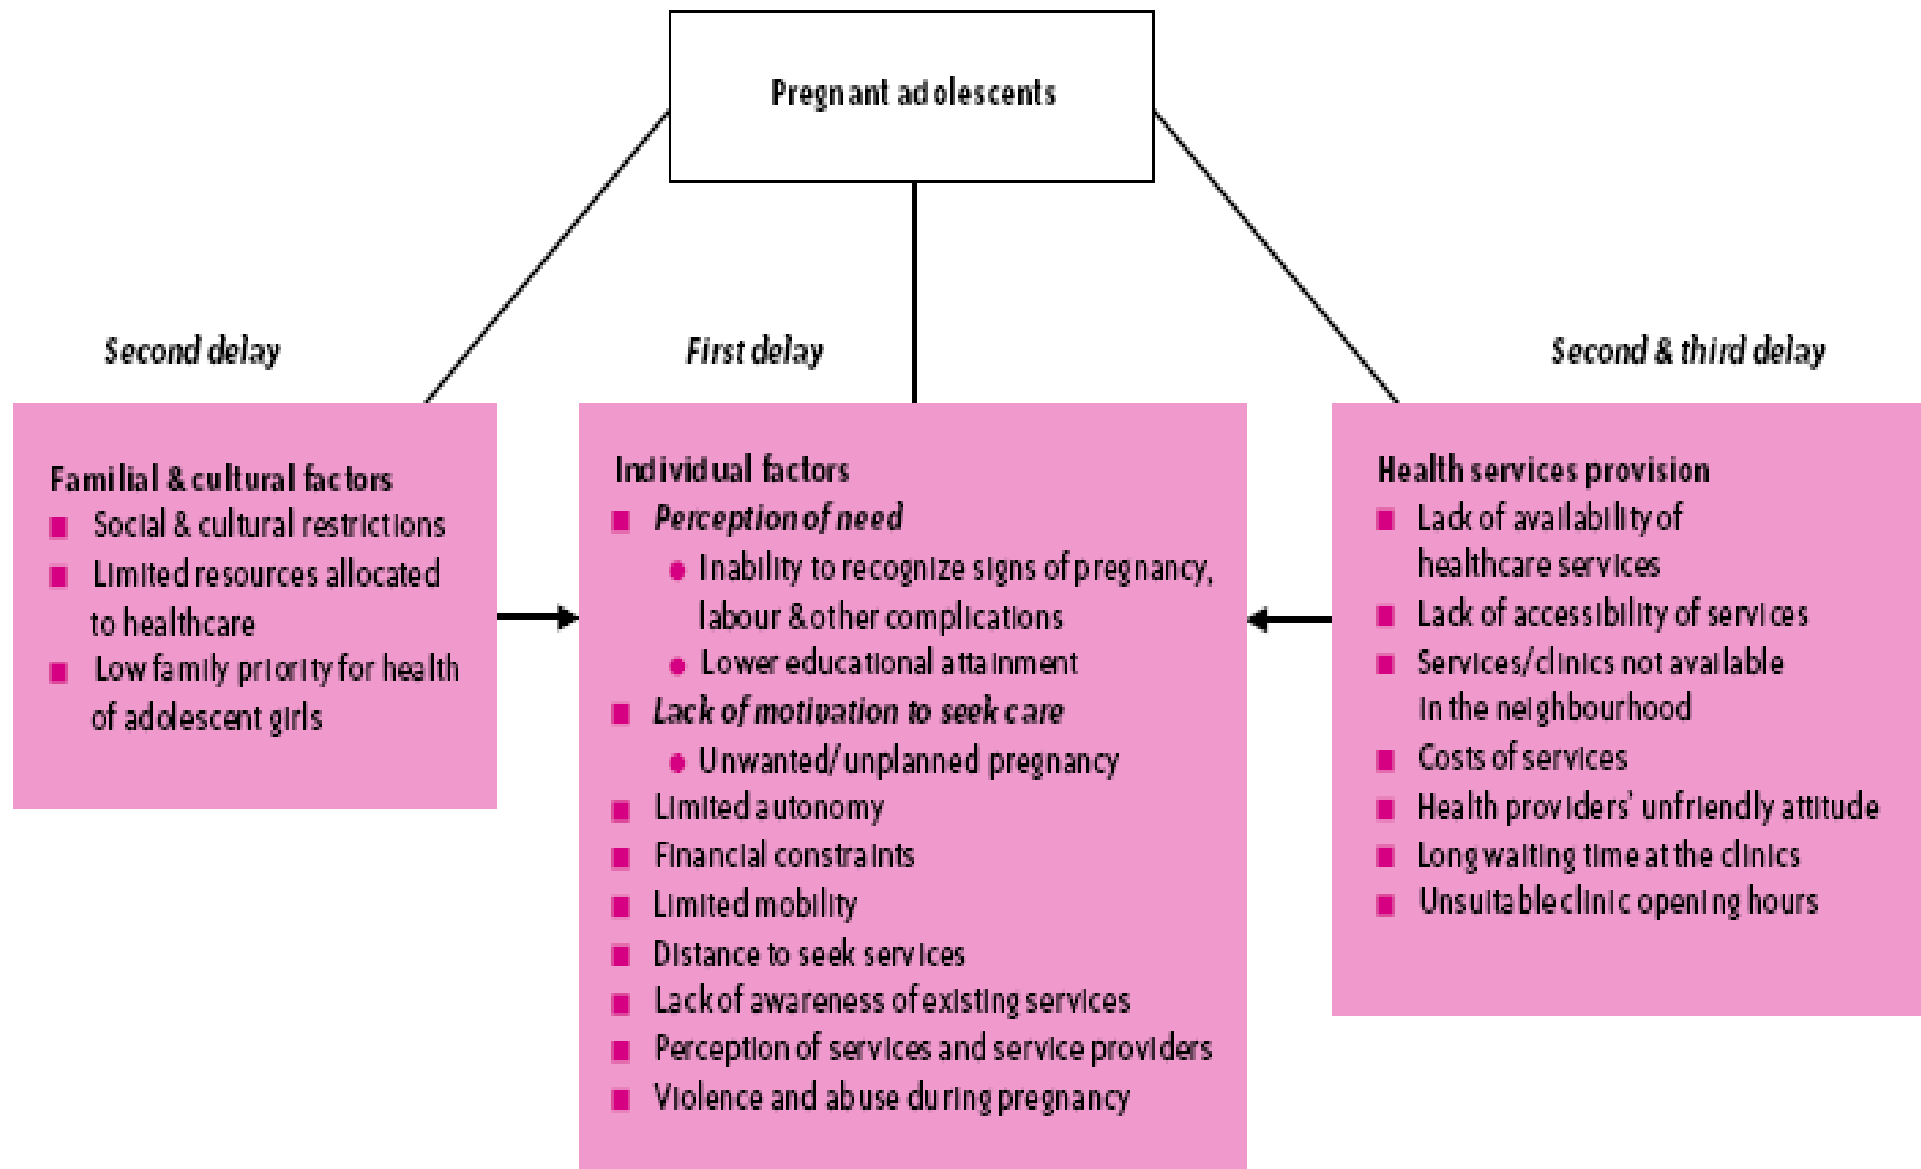 Pregnant adolescents
Second delay
Familial & cultural factors
Social & cultural restrictions
Limited resources allocated
to healthcare
Low family priority for health
of adolescent girls
First delay
Individual factors
Perception of need
Inability to recognize signs of pregnancy,
labour & other complications
Lower educational attainment
Lack of motivation to seek care
Unwanted/unplanned pregnancy
Limited autonomy
Financial constraints
Limited mobility
Distance to seek services
Lack of awareness of existing services
Perception of services and service providers
Violence and abuse during pregnancy
Second & third delay
Health services provision
Lack of availability of
healthcare services
Lack of accessibility of services
Services/clinics not available
in the neighbourhood
Costs of services
Health providers' unfriendly attitude
Long waiting time at the clinics
Unsuitable clinic opening hours